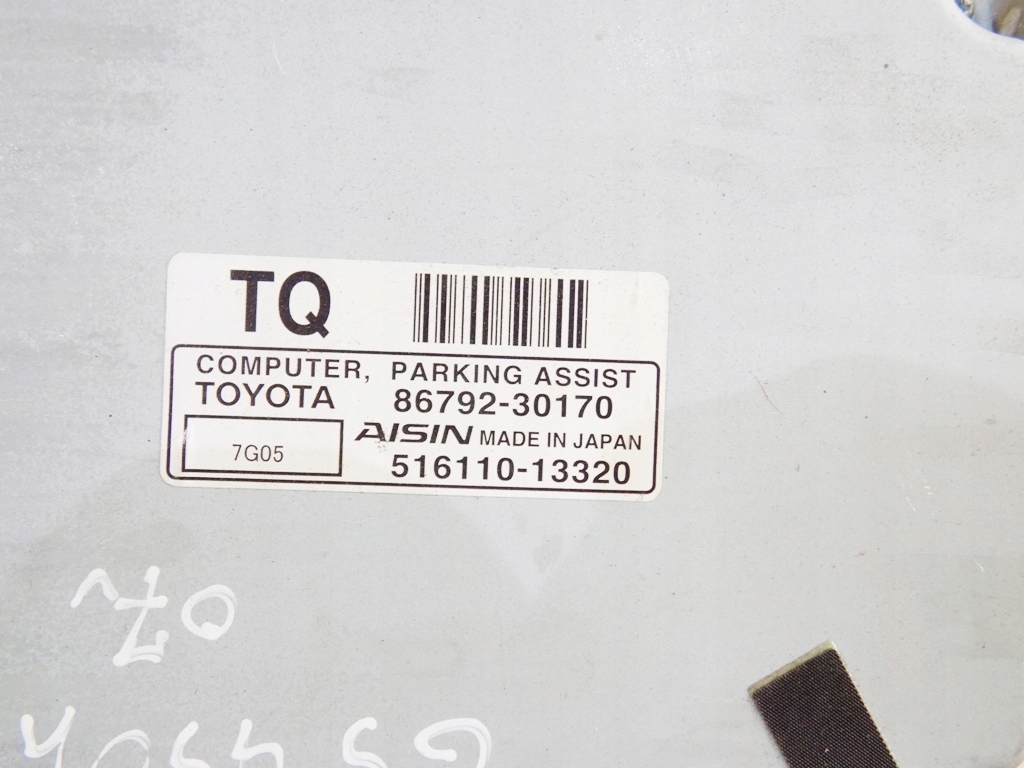 TQ
COMPUTER, PARKING ASSIST
TOYOTA 86792-30170
AISIN MADE IN JAPAN
7G05
516110-13320